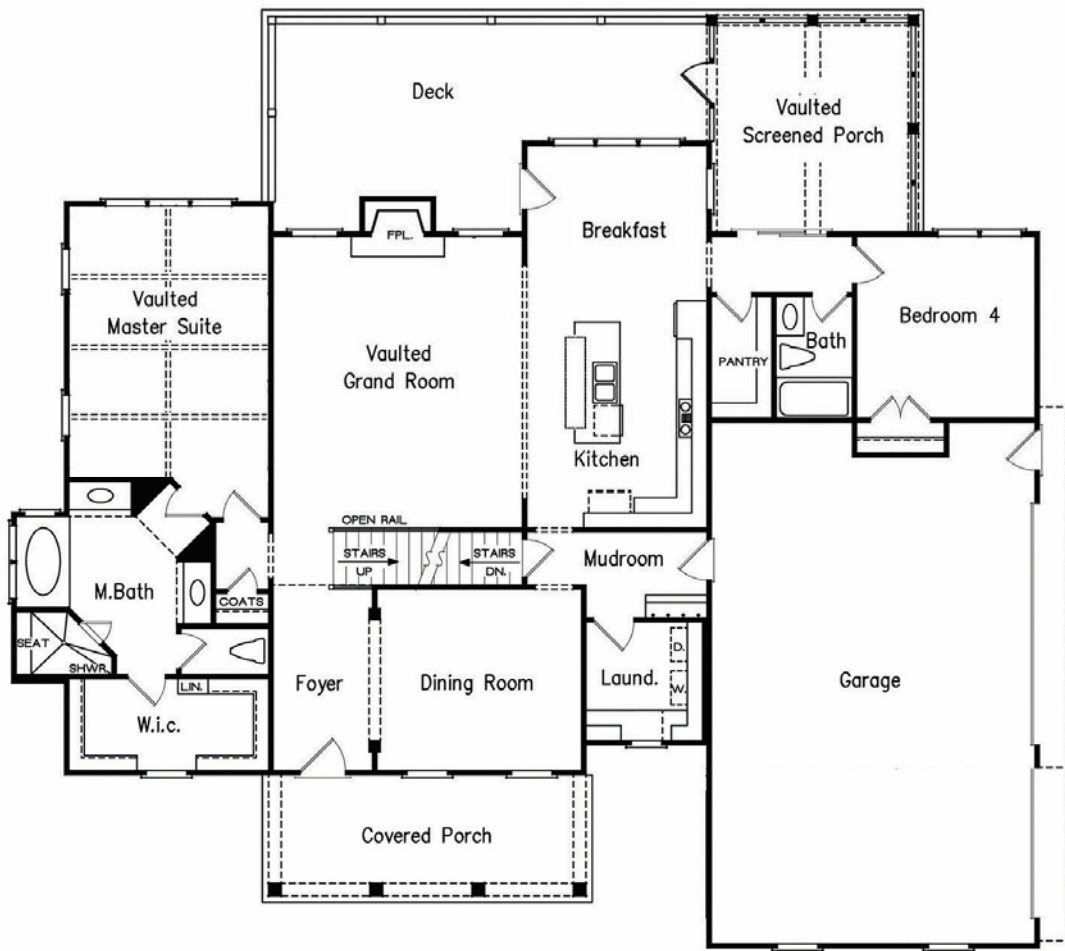 Deck
Vaulted
Screened Porch
FPL.
Breakfast
Vaulted
Master Suite
Vaulted
Grand Room
Bedroom 4
Bath
PANTRY
Kitchen
OPEN RAIL
STAIRS
UP
STAIRS
DN.
Mudroom
M.Bath
COATS
SEAT
SHWR.
LIN.
W.i.c.
Foyer
Dining Room
Laund.
D.
W.
Garage
Covered Porch